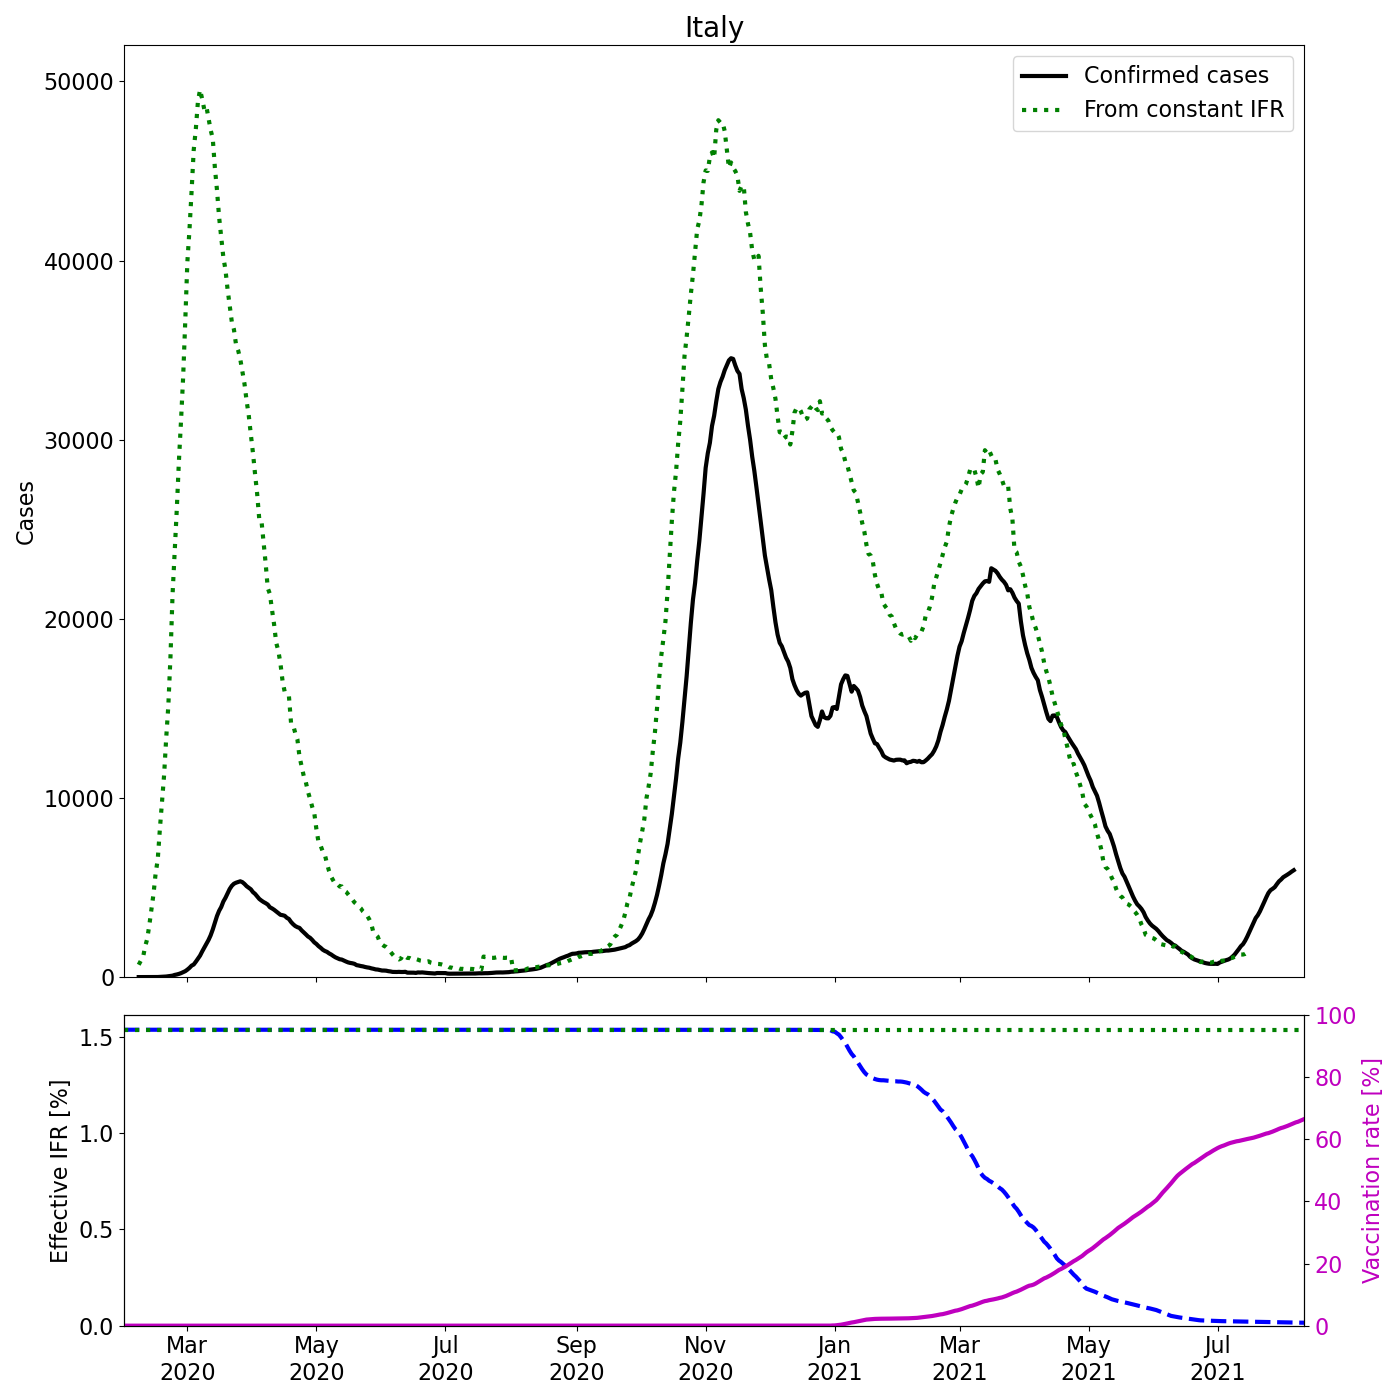 Italy
Confirmed cases
From constant IFR
50000
40000
30000
20000
10000
0
Cases
1.5
1.0
0.5
0.0
Effective IFR [%]
100
80
60
40
20
0
Vaccination rate [%]
Mar May Jul Sep Nov Jan Mar May Jul
2020 2020 2020 2020 2020 2021 2021 2021 2021